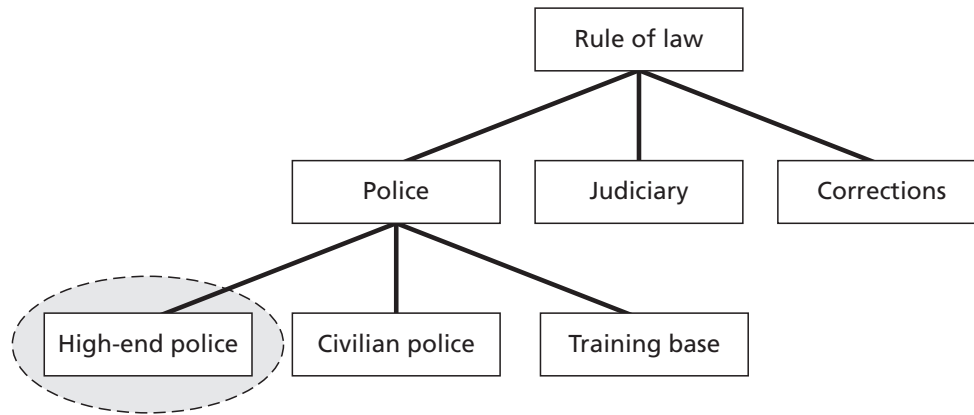 Rule of law
Police
Judiciary
Corrections
High-end police
Civilian police
Training base